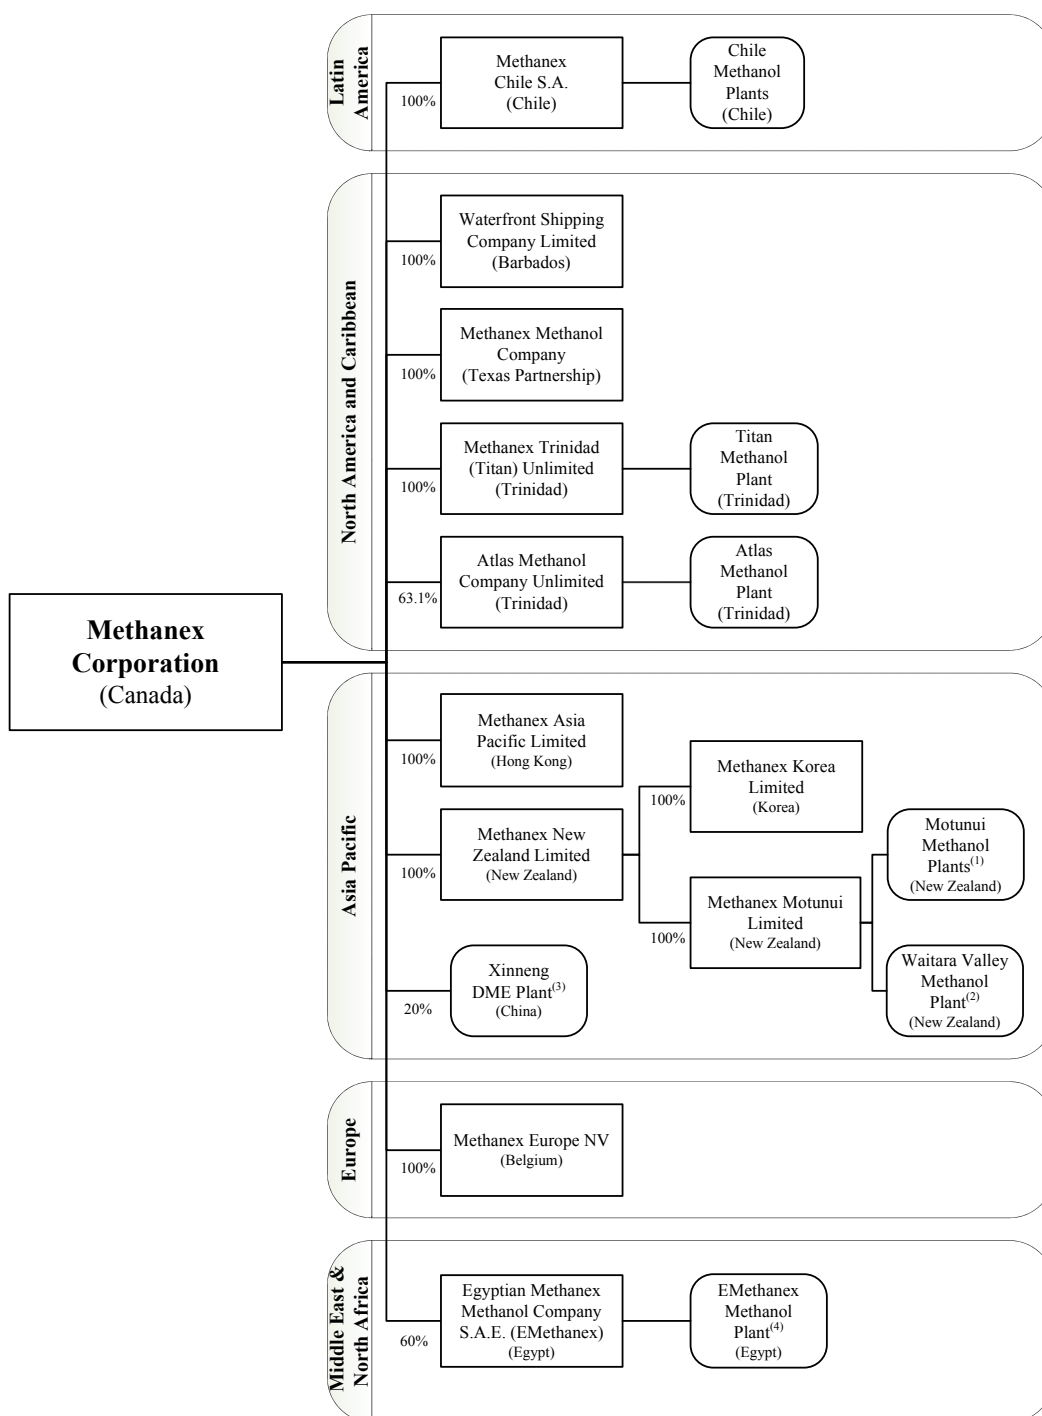 Latin
America
100%
Methanex
Chile S.A.
(Chile)
Chile
Methanol
Plants
(Chile)
North America and Caribbean
100%
Waterfront Shipping
Company Limited
(Barbados)
100%
Methanex Methanol
Company
(Texas Partnership)
100%
Methanex Trinidad
(Titan) Unlimited
(Trinidad)
Titan
Methanol
Plant
(Trinidad)
63.1%
Atlas Methanol
Company Unlimited
(Trinidad)
Atlas
Methanol
Plant
(Trinidad)
Methanex
Corporation
(Canada)
Asia Pacific
100%
Methanex Asia
Pacific Limited
(Hong Kong)
100%
Methanex New
Zealand Limited
(New Zealand)
100%
Methanex Korea
Limited
(Korea)
100%
Methanex Motunui
Limited
(New Zealand)
Motunui
Methanol
Plants(1)
(New Zealand)
Waitara Valley
Methanol
Plant(2)
(New Zealand)
20%
Xinneng
DME Plant(3)
(China)
Europe
100%
Methanex Europe NV
(Belgium)
Middle East &
North Africa
60%
Egyptian Methanex
Methanol Company
S.A.E. (EMethanex)
(Egypt)
EMethanex
Methanol
Plant(4)
(Egypt)